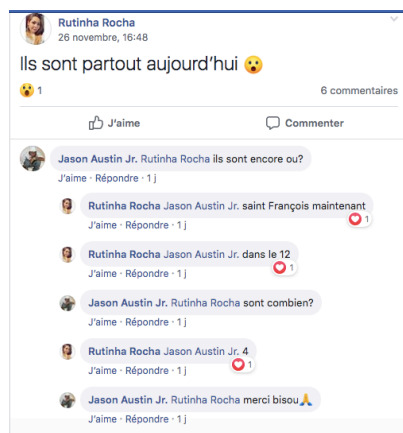 Rutinha Rocha
26 novembre, 16:48
Ils sont partout aujourd'hui 😮
😮 1
6 commentaires
J'aime
Commenter
Jason Austin Jr. Rutinha Rocha ils sont encore ou?
J'aime · Répondre · 1 j
Rutinha Rocha Jason Austin Jr. saint François maintenant
1
J'aime · Répondre · 1 j
Rutinha Rocha Jason Austin Jr. dans le 12
1
J'aime · Répondre · 1 j
Jason Austin Jr. Rutinha Rocha sont combien?
J'aime · Répondre · 1 j
Rutinha Rocha Jason Austin Jr. 4
1
J'aime · Répondre · 1 j
Jason Austin Jr. Rutinha Rocha merci bisou🙏
J'aime · Répondre · 1 j